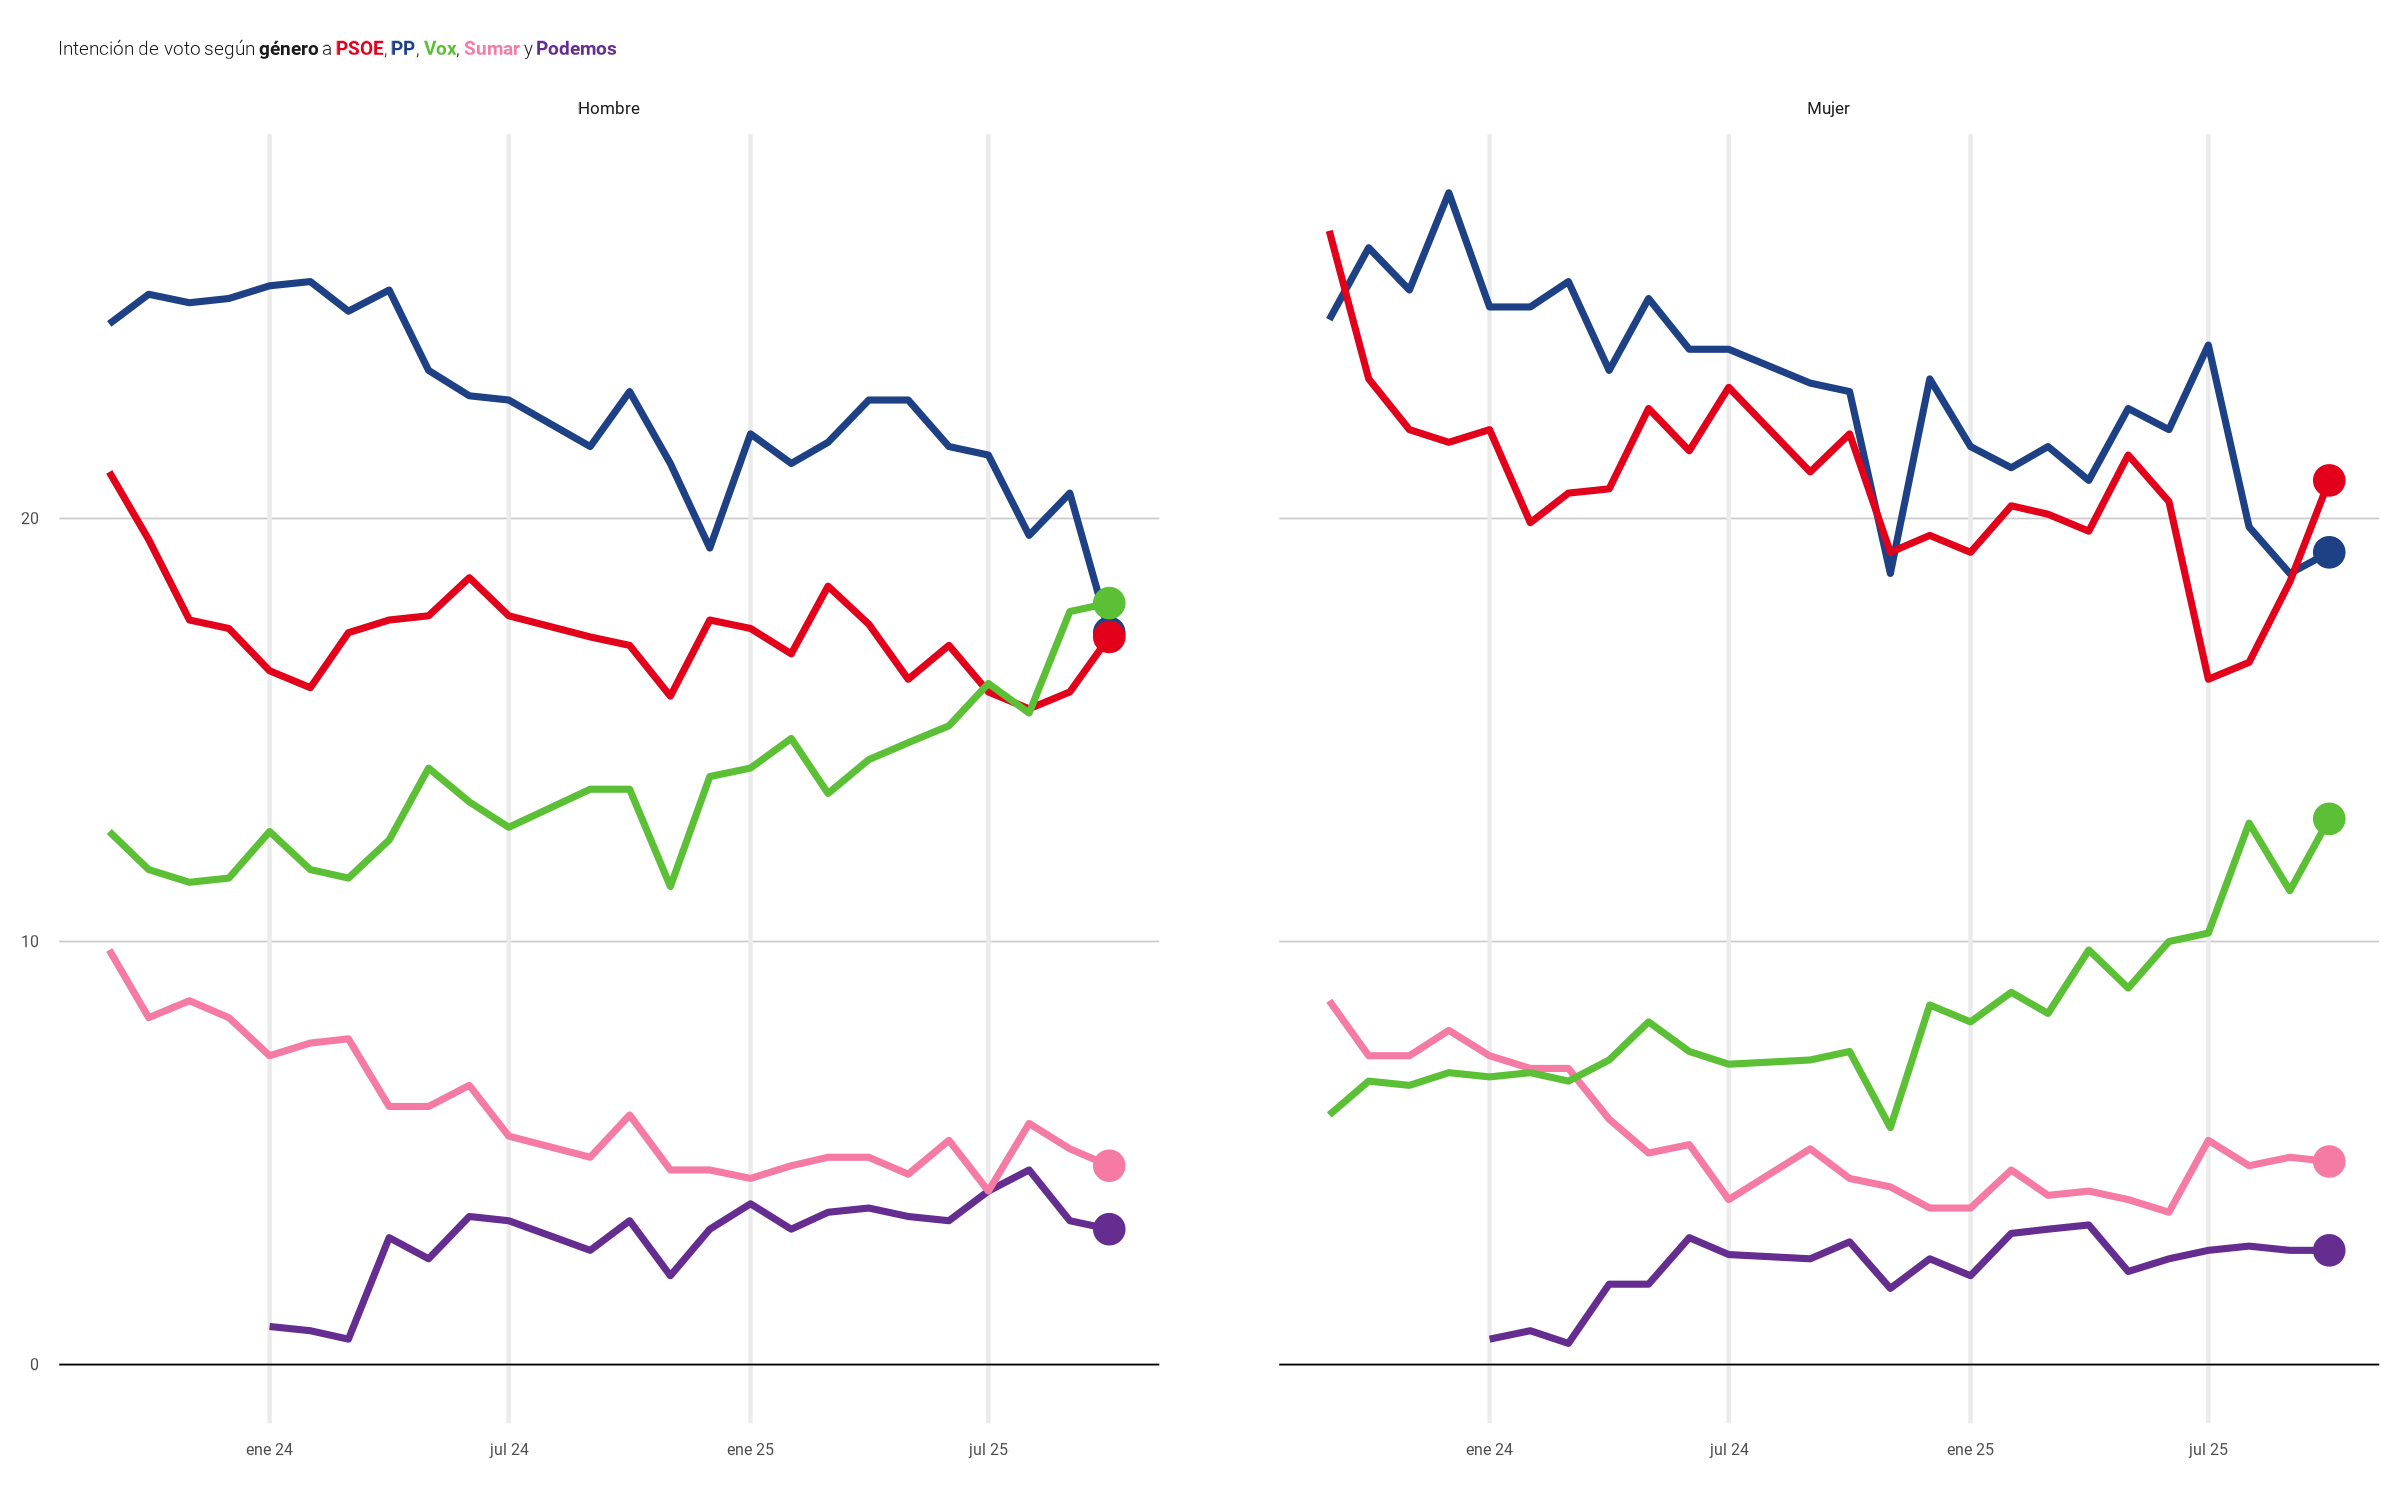 Intención de voto según género a PSOE, PP, Vox, Sumar y Podemos
Hombre
Mujer
20
10
0
ene 24
jul 24
ene 25
jul 25
ene 24
jul 24
ene 25
jul 25